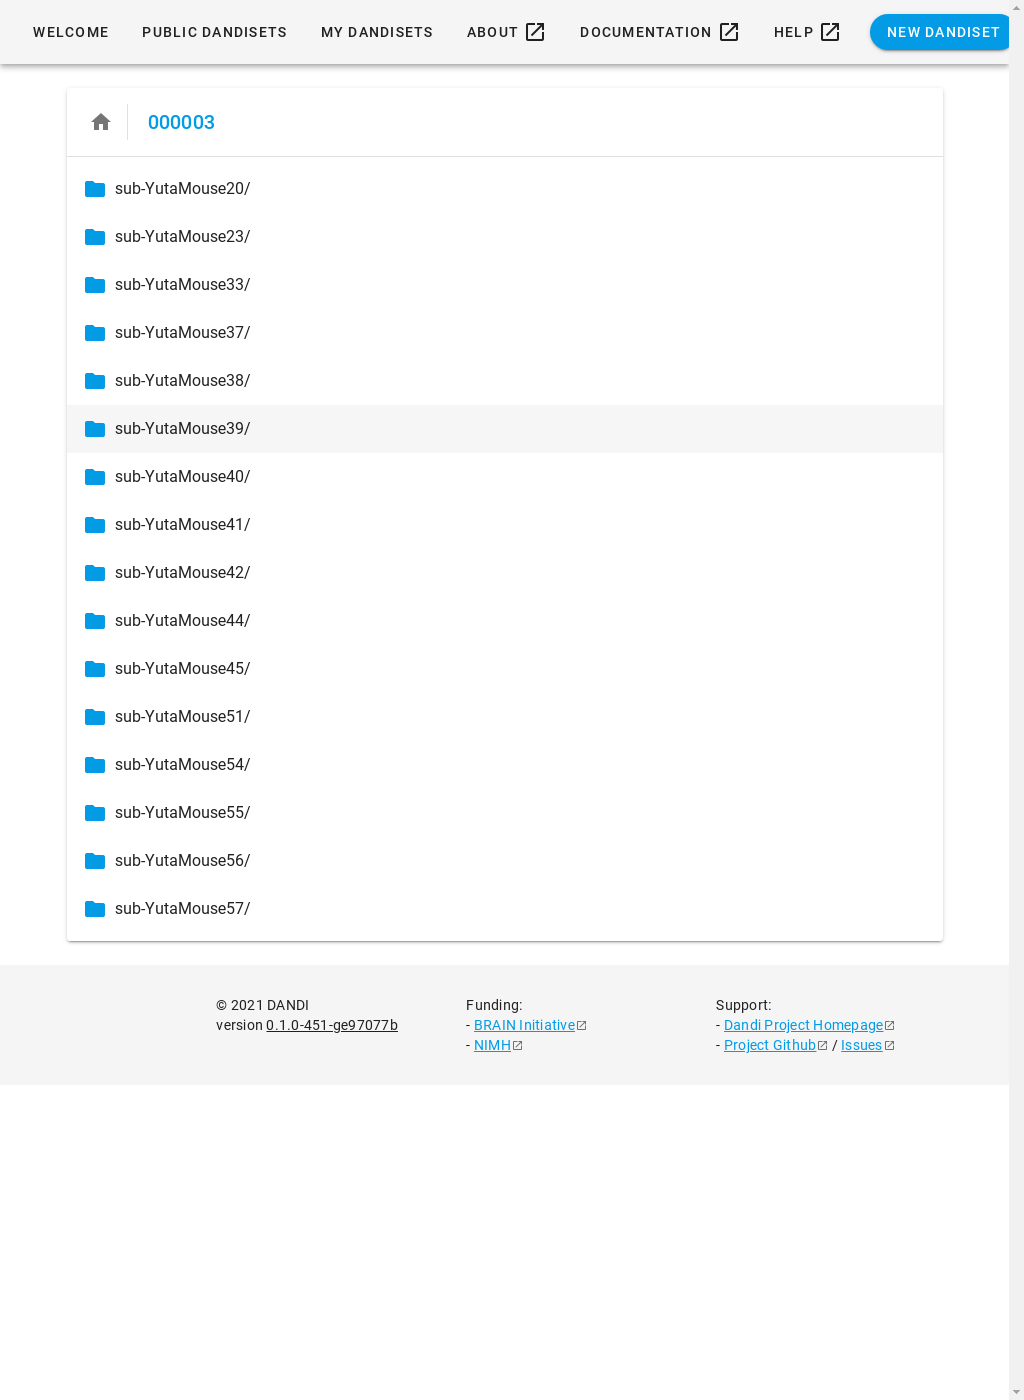 WELCOME PUBLIC DANDISETS MY DANDISETS ABOUT DOCUMENTATION HELP NEW DANDISET
000003
sub-YutaMouse20/
sub-YutaMouse23/
sub-YutaMouse33/
sub-YutaMouse37/
sub-YutaMouse38/
sub-YutaMouse39/
sub-YutaMouse40/
sub-YutaMouse41/
sub-YutaMouse42/
sub-YutaMouse44/
sub-YutaMouse45/
sub-YutaMouse51/
sub-YutaMouse54/
sub-YutaMouse55/
sub-YutaMouse56/
sub-YutaMouse57/
© 2021 DANDI
version 0.1.0-451-ge97077b
Funding:
- BRAIN Initiative
- NIMH
Support:
- Dandi Project Homepage
- Project Github / Issues